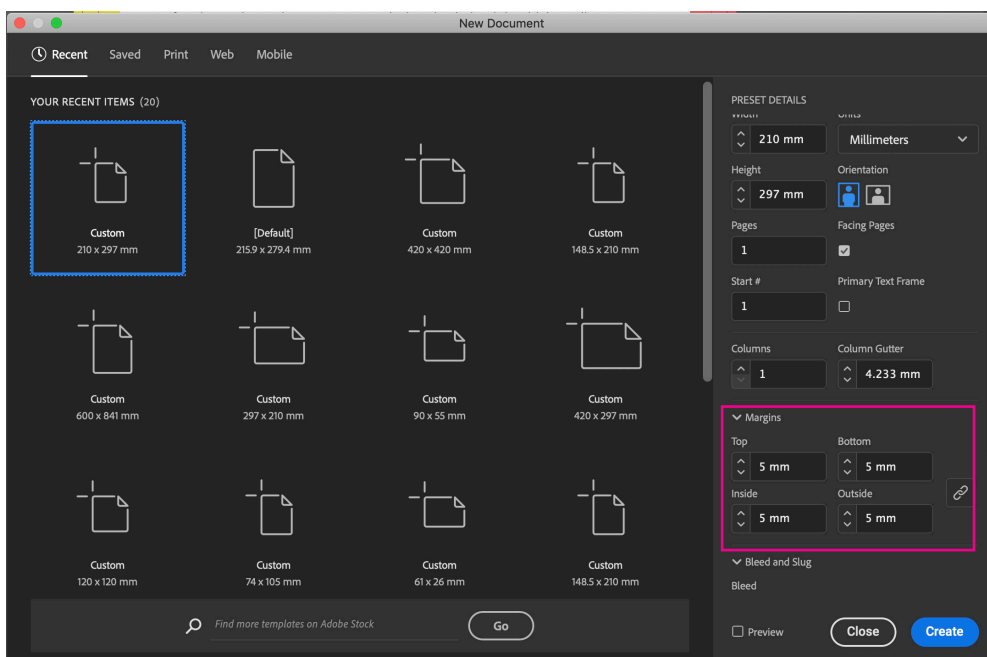 New Document
Recent Saved Print Web Mobile
YOUR RECENT ITEMS (20)
Custom
210 x 297 mm
[Default]
215.9 x 279.4 mm
Custom
420 x 420 mm
Custom
148.5 x 210 mm
Custom
600 x 841 mm
Custom
297 x 210 mm
Custom
90 x 55 mm
Custom
420 x 297 mm
Custom
120 x 120 mm
Custom
74 x 105 mm
Custom
61 x 26 mm
Custom
148.5 x 210 mm
Find more templates on Adobe Stock
Go
PRESET DETAILS
Width Units
210 mm Millimeters
Height Orientation
297 mm
Pages Facing Pages
1
Start # Primary Text Frame
1
Columns Column Gutter
1 4.233 mm
Margins
Top Bottom
5 mm 5 mm
Inside Outside
5 mm 5 mm
Bleed and Slug
Bleed
Preview Close Create